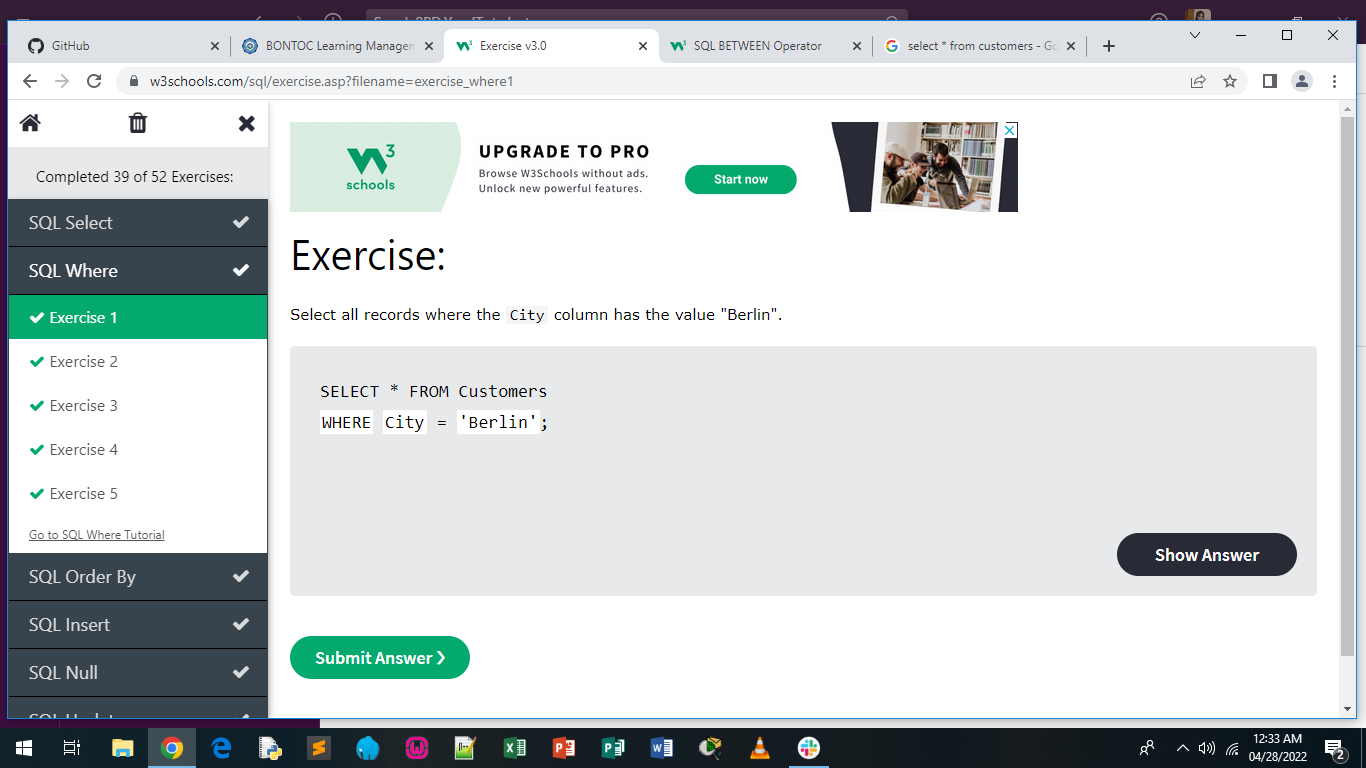 GitHub
BONTOC Learning Managem
Exercise v3.0
SQL BETWEEN Operator
select * from customers - Go
w3schools.com/sql/exercise.asp?filename=exercise_where1
Completed 39 of 52 Exercises:
SQL Select
SQL Where
Exercise 1
Exercise 2
Exercise 3
Exercise 4
Exercise 5
Go to SQL Where Tutorial
SQL Order By
SQL Insert
SQL Null
3
schools
UPGRADE TO PRO
Browse W3Schools without ads.
Unlock new powerful features.
Start now
Exercise:
Select all records where the City column has the value "Berlin".
SELECT * FROM Customers
WHERE City = 'Berlin';
Show Answer
Submit Answer ❯
12:33 AM
04/28/2022
2